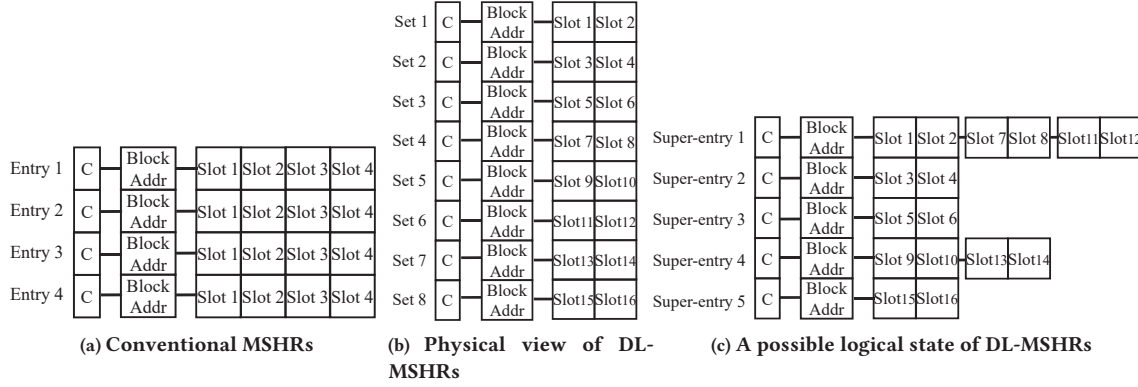 Entry 1 C Block Addr Slot 1 Slot 2 Slot 3 Slot 4
Entry 2 C Block Addr Slot 1 Slot 2 Slot 3 Slot 4
Entry 3 C Block Addr Slot 1 Slot 2 Slot 3 Slot 4
Entry 4 C Block Addr Slot 1 Slot 2 Slot 3 Slot 4
(a) Conventional MSHRs
Set 1 C Block Addr Slot 1 Slot 2
Set 2 C Block Addr Slot 3 Slot 4
Set 3 C Block Addr Slot 5 Slot 6
Set 4 C Block Addr Slot 7 Slot 8
Set 5 C Block Addr Slot 9 Slot10
Set 6 C Block Addr Slot11 Slot12
Set 7 C Block Addr Slot13 Slot14
Set 8 C Block Addr Slot15 Slot16
(b) Physical view of DL-
MSHRs
Super-entry 1 C Block Addr Slot 1 Slot 2 Slot 7 Slot 8 Slot11 Slot12
Super-entry 2 C Block Addr Slot 3 Slot 4
Super-entry 3 C Block Addr Slot 5 Slot 6
Super-entry 4 C Block Addr Slot 9 Slot10 Slot13 Slot14
Super-entry 5 C Block Addr Slot15 Slot16
(c) A possible logical state of DL-MSHRs